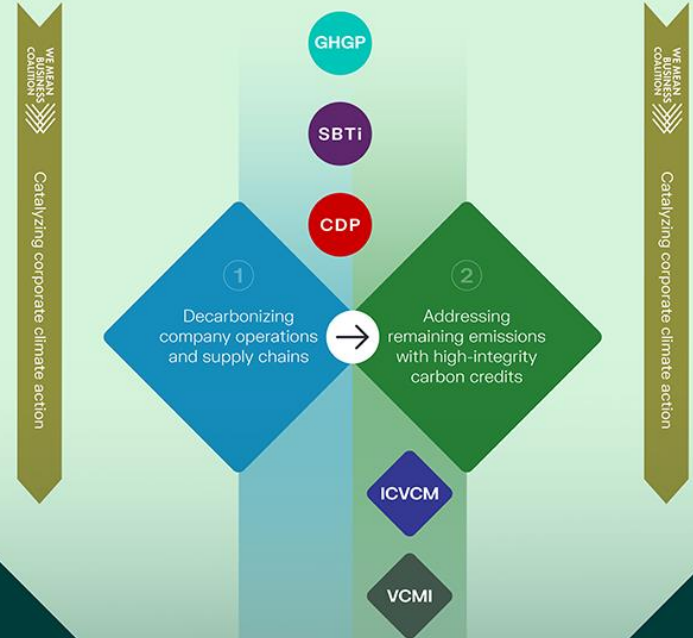 WE MEAN
BUSINESS
COALITION
Catalyzing corporate climate action
GHGP
SBTi
CDP
1
Decarbonizing
company operations
and supply chains
2
Addressing
remaining emissions
with high-integrity
carbon credits
ICVCM
VCMI
WE MEAN
BUSINESS
COALITION
Catalyzing corporate climate action